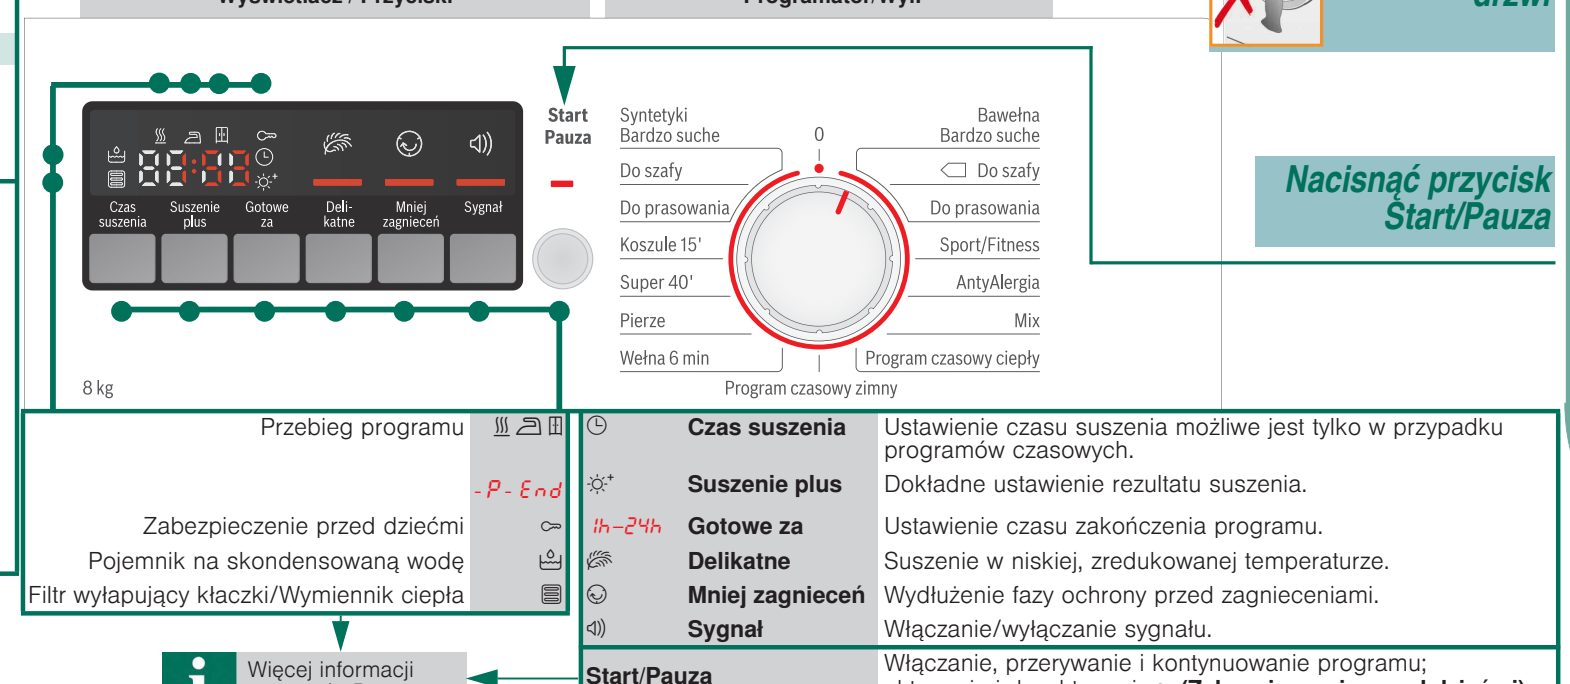 drzwi
Nacisnąć przycisk
Start/Pauza
Start
Pauza
Czas
suszenia
Suszenie
plus
Gotowe
za
Deli-
katne
Mniej
zagnieceń
Sygnał
8 kg
Syntetyki
Bardzo suche
Do szafy
Do prasowania
Koszule 15'
Super 40'
Pierze
Wełna 6 min
0
Bawełna
Bardzo suche
Do szafy
Do prasowania
Sport/Fitness
AntyAlergia
Mix
Program czasowy ciepły
Program czasowy zimny
Przebieg programu
-P- End
Zabezpieczenie przed dziećmi
Pojemnik na skondensowaną wodę
Filtr wyłapujący kłaczki/Wymiennik ciepła
Więcej informacji
Czas suszenia Ustawienie czasu suszenia możliwe jest tylko w przypadku
programów czasowych.
Suszenie plus Dokładne ustawienie rezultatu suszenia.
1h-24h Gotowe za Ustawienie czasu zakończenia programu.
Delikatne Suszenie w niskiej, zredukowanej temperaturze.
Mniej zagnieceń Wydłużenie fazy ochrony przed zagnieceniami.
Sygnał Włączanie/wyłączanie sygnału.
Start/Pauza Włączanie, przerywanie i kontynuowanie programu;